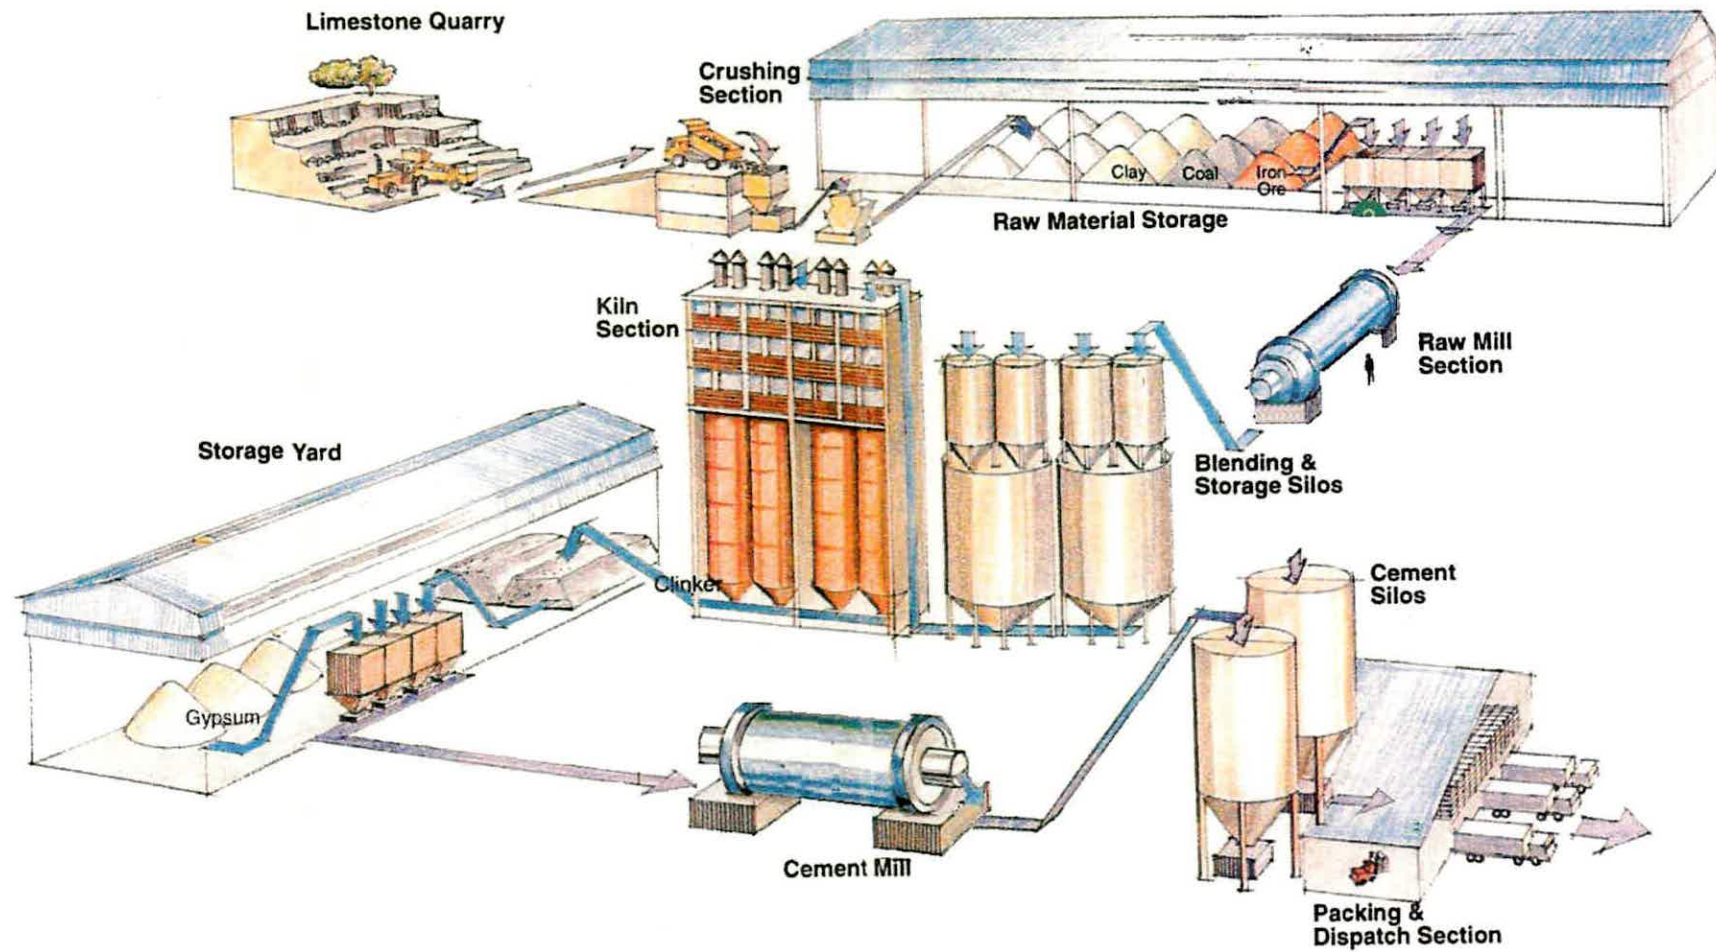 Limestone Quarry
Crushing
Section
Clay
Coal
Iron
Ore
Raw Material Storage
Kiln
Section
Raw Mill
Section
Storage Yard
Blending &
Storage Silos
Clinker
Cement
Silos
Gypsum
Cement Mill
Packing &
Dispatch Section